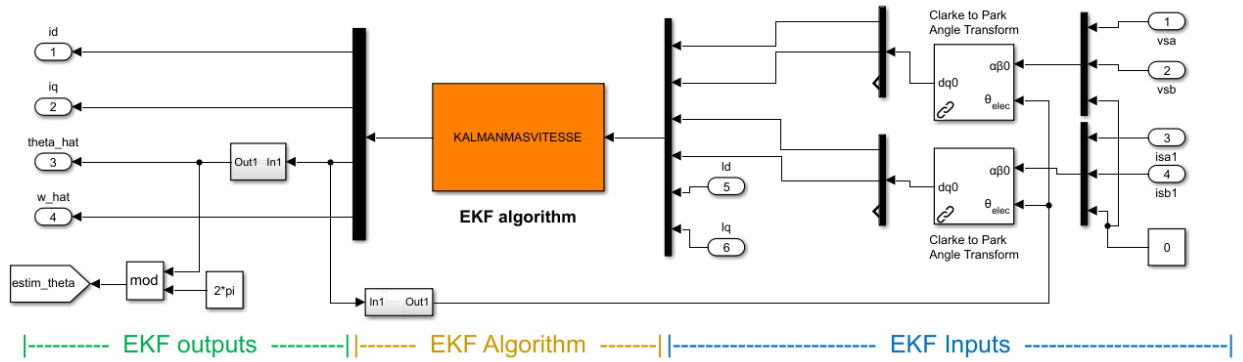 id
1
iq
2
theta_hat
3
w_hat
4
Out1 In1
estim_theta
mod
2*pi
KALMANMASVITESSE
EKF algorithm
In1 Out1
Id
5
Iq
6
Clarke to Park
Angle Transform
dq0
αβ0
θelec
dq0
αβ0
θelec
Clarke to Park
Angle Transform
1
vsa
2
vsb
3
isa1
4
isb1
0
|---------- EKF outputs ---------|------- EKF Algorithm -------|---------------------- EKF Inputs ----------------------|